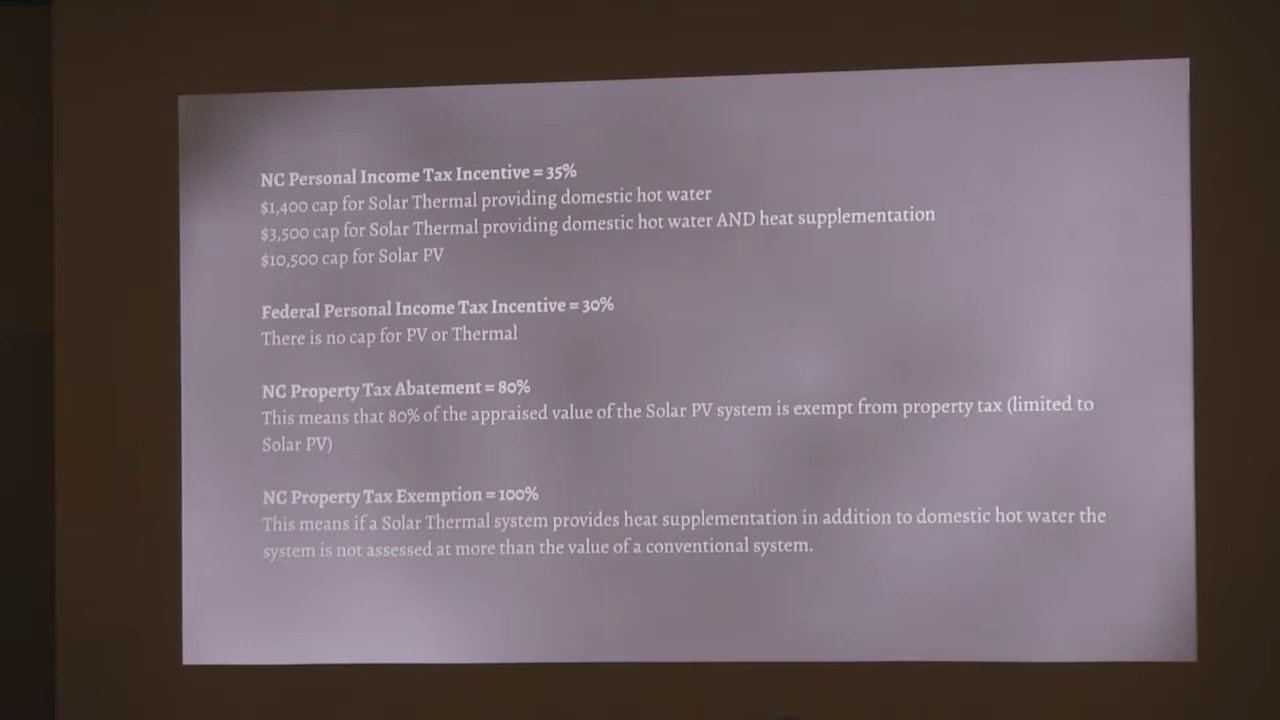 NC Personal Income Tax Incentive = 35%
$1,400 cap for Solar Thermal providing domestic hot water
$3,500 cap for Solar Thermal providing domestic hot water AND heat supplementation
$10,500 cap for Solar PV
Federal Personal Income Tax Incentive = 30%
There is no cap for PV or Thermal
NC Property Tax Abatement = 80%
This means that 80% of the appraised value of the Solar PV system is exempt from property tax (limited to
Solar PV)
NC Property Tax Exemption = 100%
This means if a Solar Thermal system provides heat supplementation in addition to domestic hot water the
system is not assessed at more than the value of a conventional system.